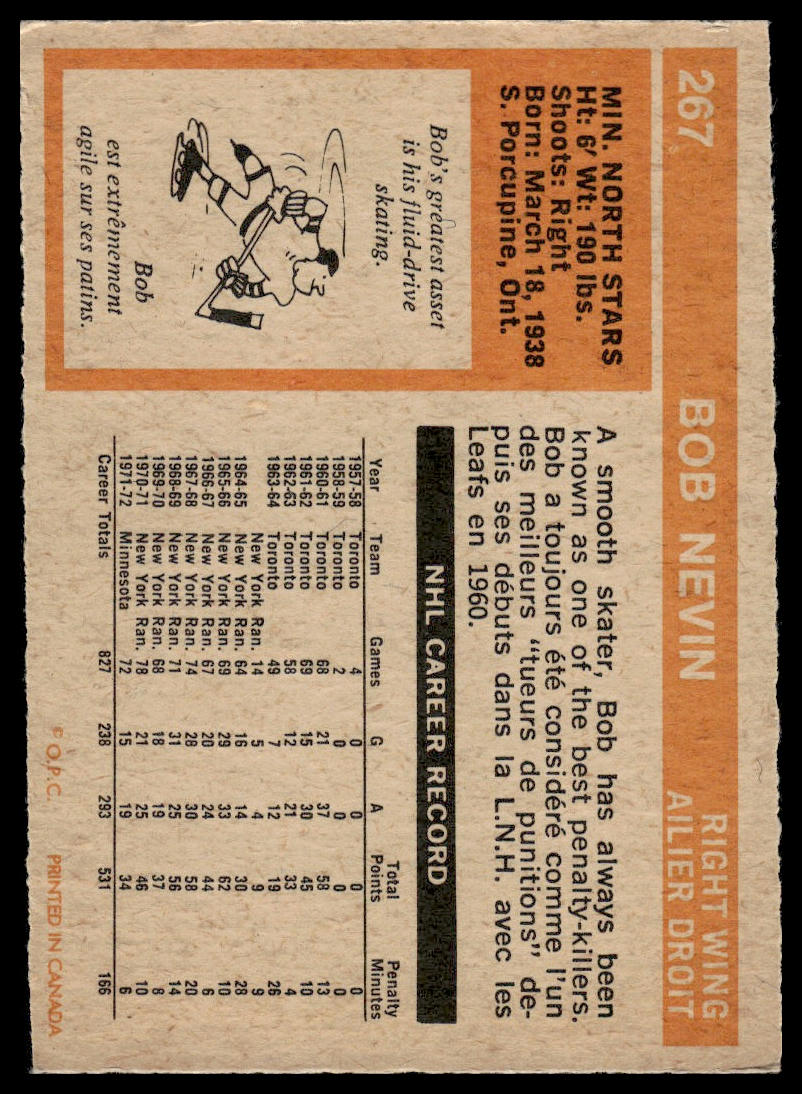 267 BOB NEVIN RIGHT WING
AILIER DROIT
MIN. NORTH STARS
Ht: 6' Wt: 190 lbs.
Shoots: Right
Born: March 18, 1938
S. Porcupine, Ont.
Bob's greatest asset
is his fluid-drive
skating.
Bob
est extrêmement
agile sur ses patins.
A smooth skater, Bob has always been
known as one of the best penalty-killers.
Bob a toujours été considéré comme l'un
des meilleurs "tueurs de punitions" de-
puis ses débuts dans la L.N.H. avec les
Leafs en 1960.
NHL CAREER RECORD
Year Team Games G A Total Points Penalty Minutes
1957-58 Toronto 4 0 0 0 0
1958-59 Toronto 2 0 0 0 0
1960-61 Toronto 68 21 37 58 13
1961-62 Toronto 69 15 30 45 10
1962-63 Toronto 58 12 21 33 4
1963-64 Toronto 49 7 12 19 26
New York Ran. 14 5 4 9 9
1964-65 New York Ran. 64 16 14 30 28
1965-66 New York Ran. 69 29 33 62 10
1966-67 New York Ran. 67 20 24 44 6
1967-68 New York Ran. 74 28 30 58 20
1968-69 New York Ran. 71 31 25 56 14
1969-70 New York Ran. 68 18 19 37 8
1970-71 New York Ran. 78 21 25 46 10
1971-72 Minnesota 72 15 19 34 6
Career Totals 827 238 293 531 166
© O.P.C. PRINTED IN CANADA